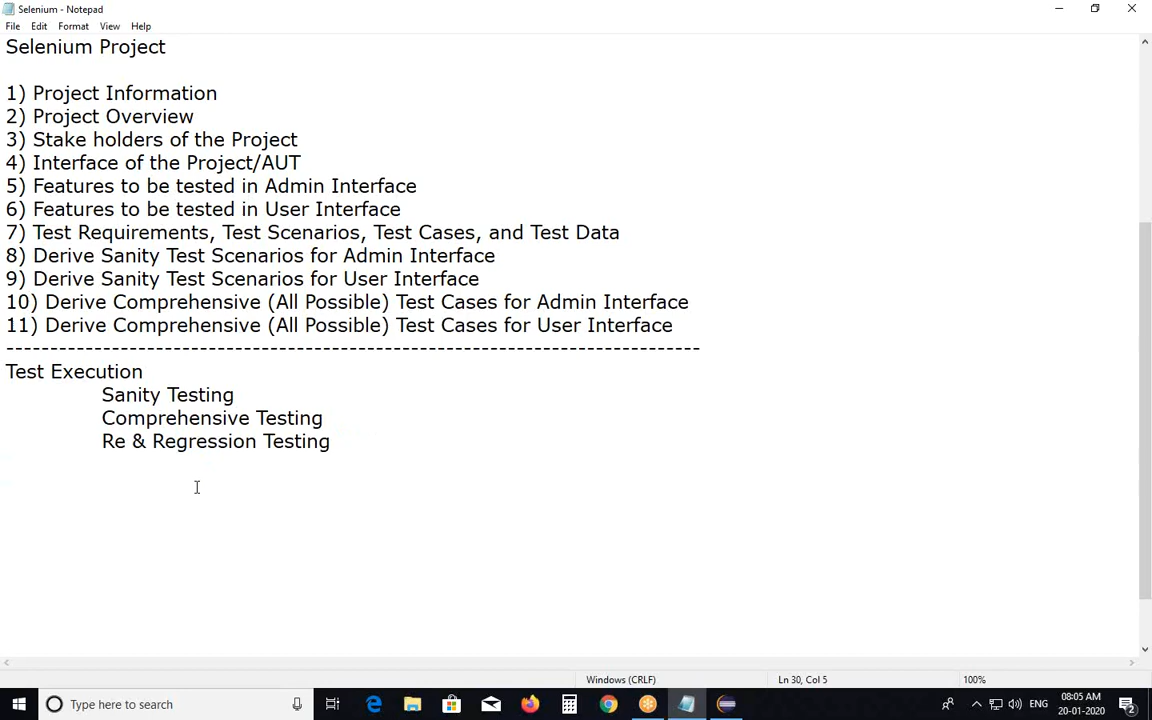 Selenium - Notepad
File Edit Format View Help
Selenium Project
1) Project Information
2) Project Overview
3) Stake holders of the Project
4) Interface of the Project/AUT
5) Features to be tested in Admin Interface
6) Features to be tested in User Interface
7) Test Requirements, Test Scenarios, Test Cases, and Test Data
8) Derive Sanity Test Scenarios for Admin Interface
9) Derive Sanity Test Scenarios for User Interface
10) Derive Comprehensive (All Possible) Test Cases for Admin Interface
11) Derive Comprehensive (All Possible) Test Cases for User Interface
-------------------------------------------------------------------------------
Test Execution
Sanity Testing
Comprehensive Testing
Re & Regression Testing
Windows (CRLF) Ln 30, Col 5 100%
Type here to search
ENG
08:05 AM
20-01-2020
2